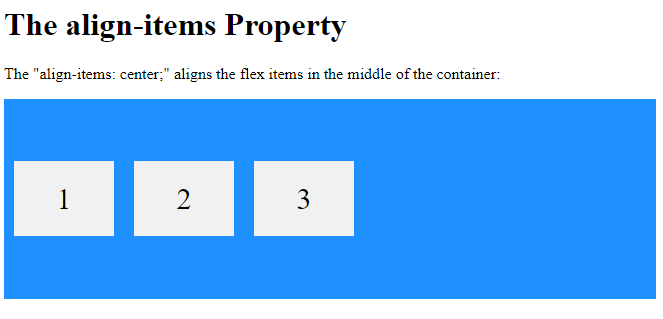 The align-items Property
The "align-items: center;" aligns the flex items in the middle of the container:
1 2 3